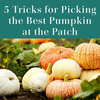 5 Tricks for Picking
the Best Pumpkin
at the Patch